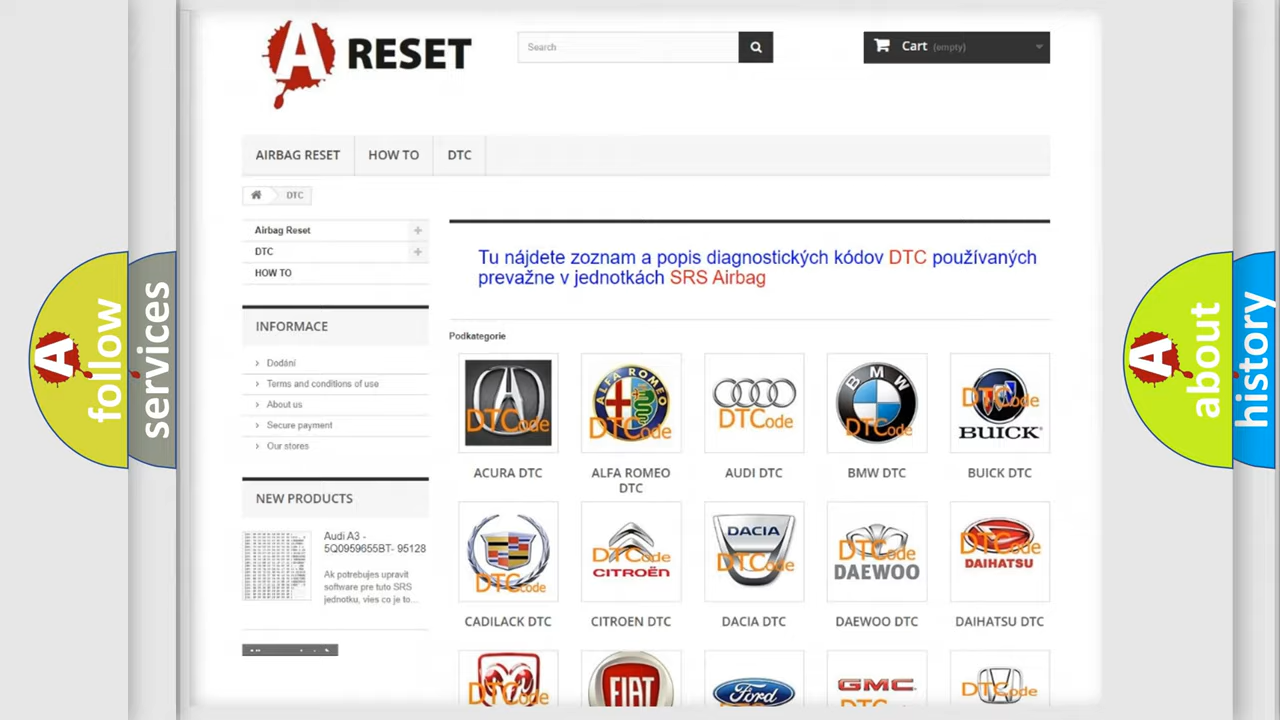 A RESET
Search
Cart (empty)
AIRBAG RESET
HOW TO
DTC
DTC
Airbag Reset
DTC
HOW TO
INFORMACE
Dodání
Terms and conditions of use
About us
Secure payment
Our stores
NEW PRODUCTS
Audi A3 -
5Q0959655BT- 95128
Ak potrebujes upravit
software pre tuto SRS
jednotku, vies co je to...
Tu nájdete zoznam a popis diagnostických kódov DTC používaných
prevažne v jednotkách SRS Airbag
Podkategorie
DTCode
ALFA ROMEO
DTCode
DTCode
BMW
DTCode
DTCode
BUICK
ACURA DTC
ALFA ROMEO
DTC
AUDI DTC
BMW DTC
BUICK DTC
DTCode
DTCode
CITROËN
DACIA
DTCode
DTCode
DAEWOO
DTCode
DAIHATSU
CADILACK DTC
CITROEN DTC
DACIA DTC
DAEWOO DTC
DAIHATSU DTC
DTCode
FIAT
Ford
GMC
DTCode
A follow
services
A about
history